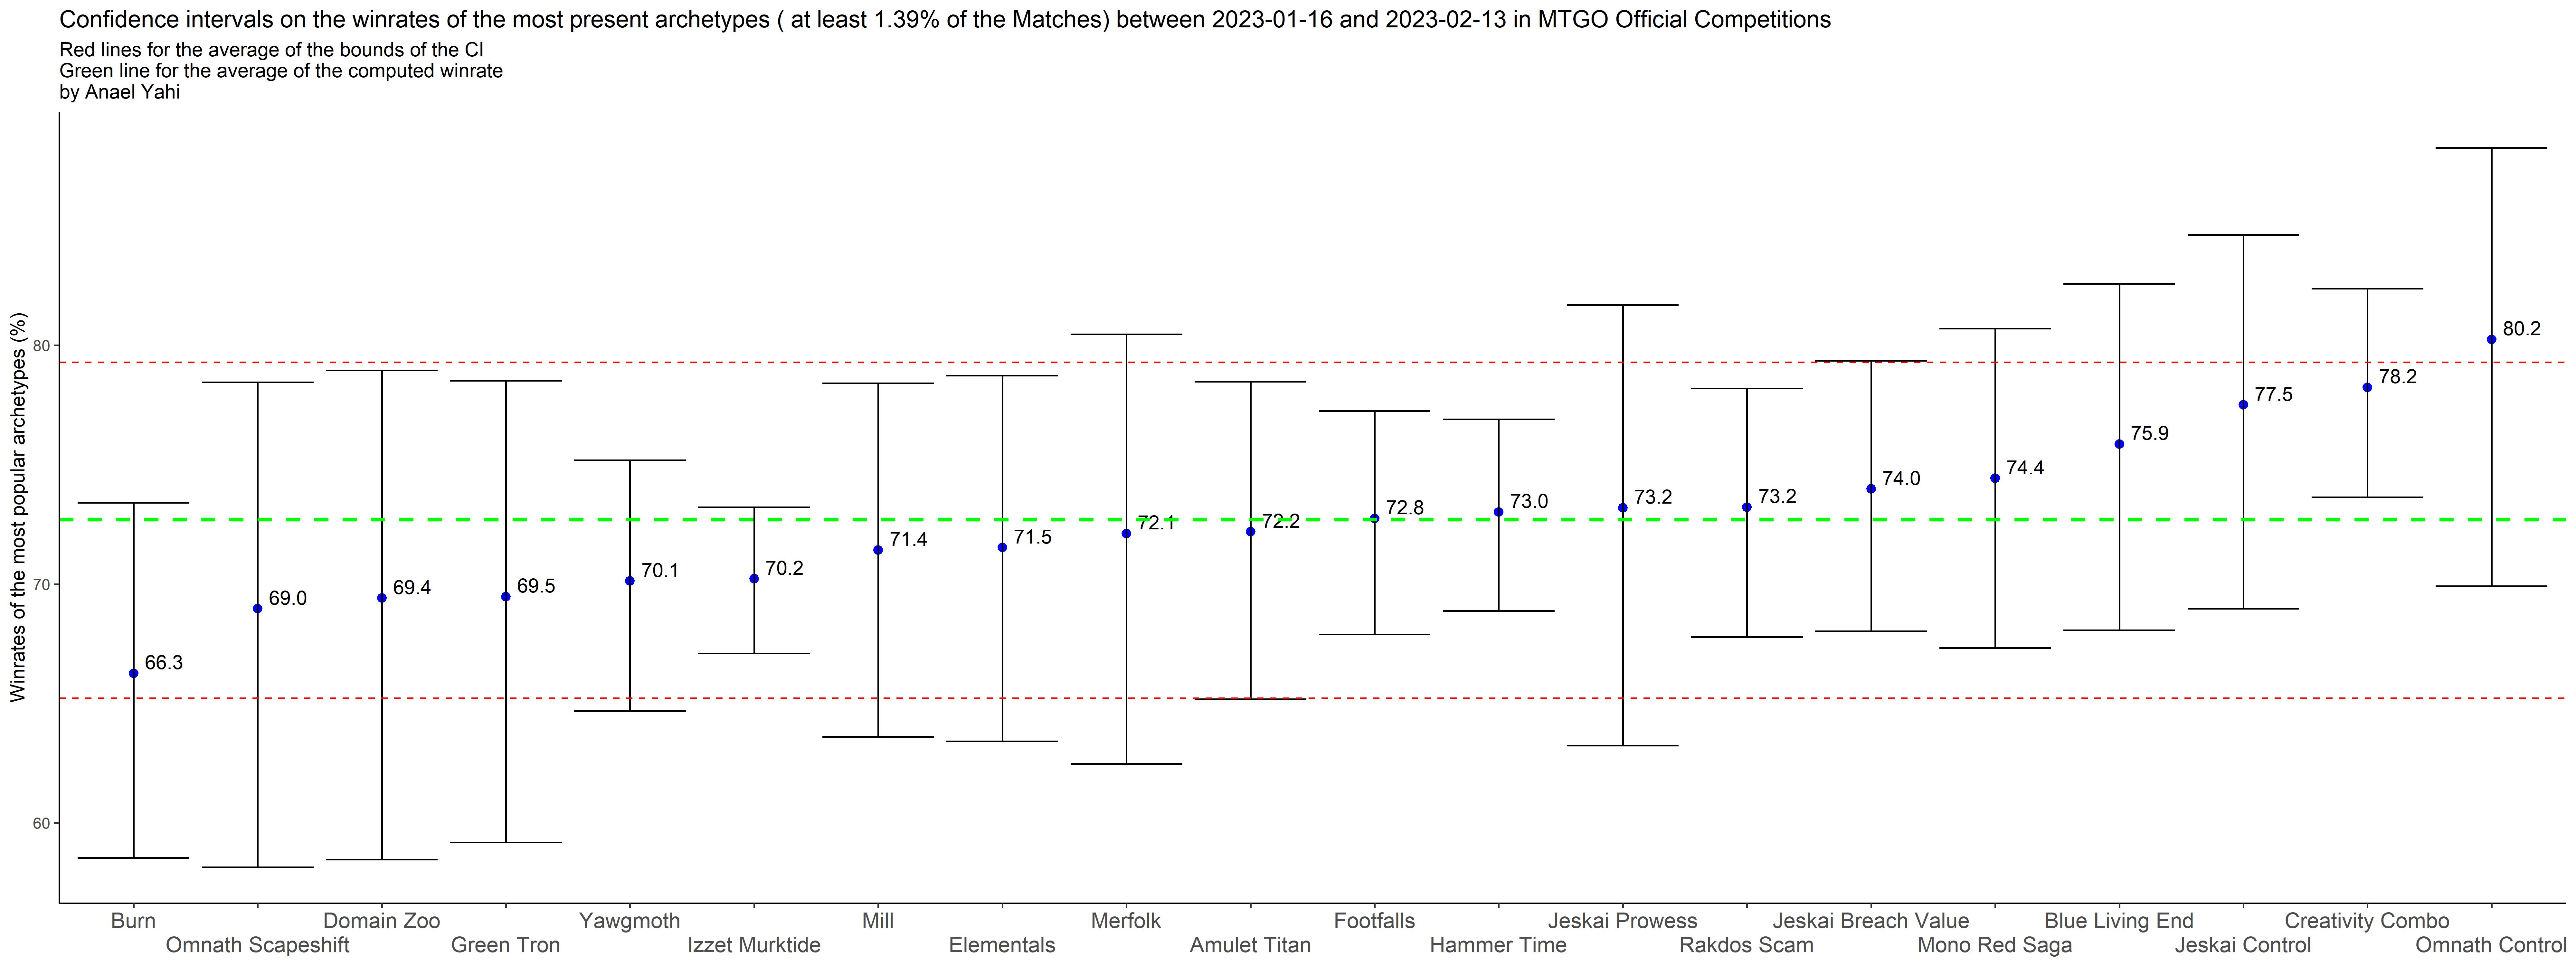 Confidence intervals on the winrates of the most present archetypes ( at least 1.39% of the Matches) between 2023-01-16 and 2023-02-13 in MTGO Official Competitions
Red lines for the average of the bounds of the CI
Green line for the average of the computed winrate
by Anael Yahi
Winrates of the most popular archetypes (%)
80
70
60
66.3
69.0
69.4
69.5
70.1
70.2
71.4
71.5
72.1
72.2
72.8
73.0
73.2
73.2
74.0
74.4
75.9
77.5
78.2
80.2
Burn
Omnath Scapeshift
Domain Zoo
Green Tron
Yawgmoth
Izzet Murktide
Mill
Elementals
Merfolk
Amulet Titan
Footfalls
Hammer Time
Jeskai Prowess
Rakdos Scam
Jeskai Breach Value
Mono Red Saga
Blue Living End
Jeskai Control
Creativity Combo
Omnath Control